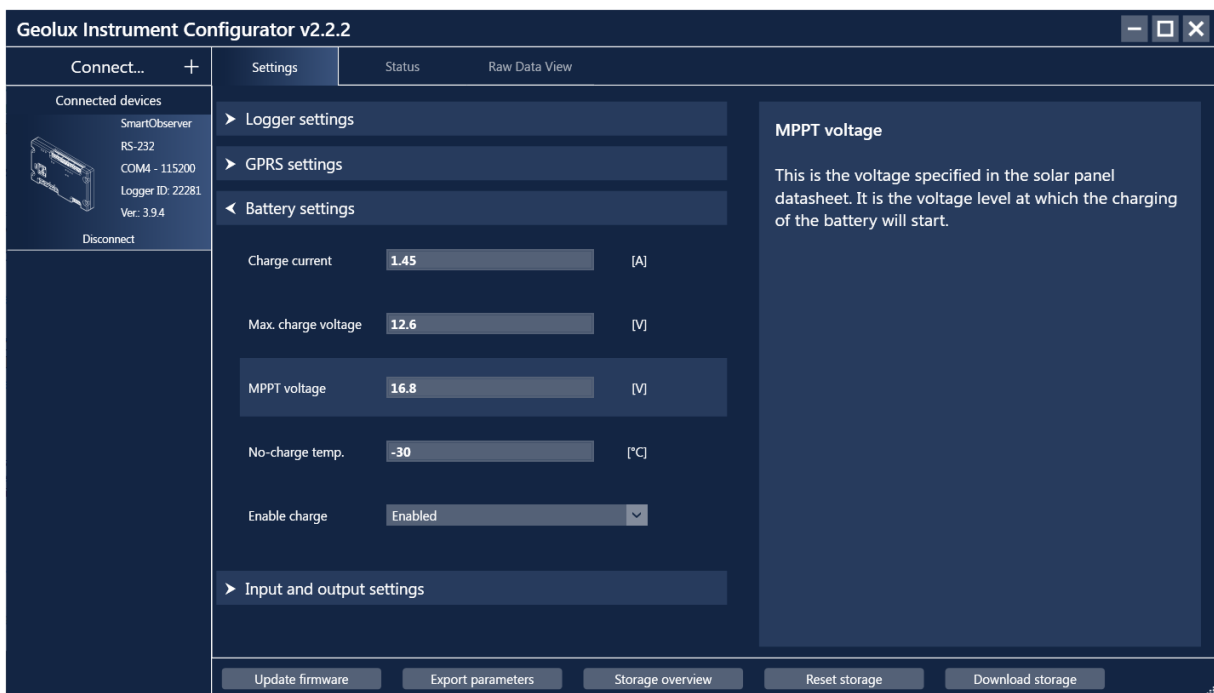 Geolux Instrument Configurator v2.2.2
Connect... +
Settings
Status
Raw Data View
Connected devices
SmartObserver
RS-232
COM4 - 115200
Logger ID: 22281
Ver.: 3.9.4
Disconnect
Logger settings
GPRS settings
Battery settings
Charge current 1.45 [A]
Max. charge voltage 12.6 [V]
MPPT voltage 16.8 [V]
No-charge temp. -30 [°C]
Enable charge Enabled
Input and output settings
MPPT voltage
This is the voltage specified in the solar panel
datasheet. It is the voltage level at which the charging
of the battery will start.
Update firmware
Export parameters
Storage overview
Reset storage
Download storage